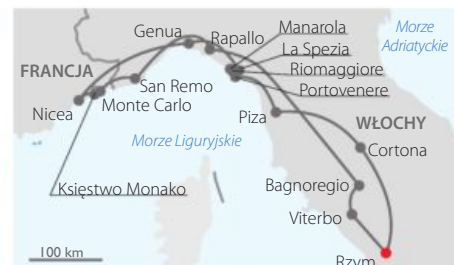 Genua
Rapallo
Manarola
La Spezia
Riomaggiore
Portovenere
Morze
Adriatyckie
FRANCJA
San Remo
Monte Carlo
Nicea
Piza
WŁOCHY
Morze Liguryjskie
Cortona
Księstwo Monako
Bagnoregio
Viterbo
100 km
Rzym